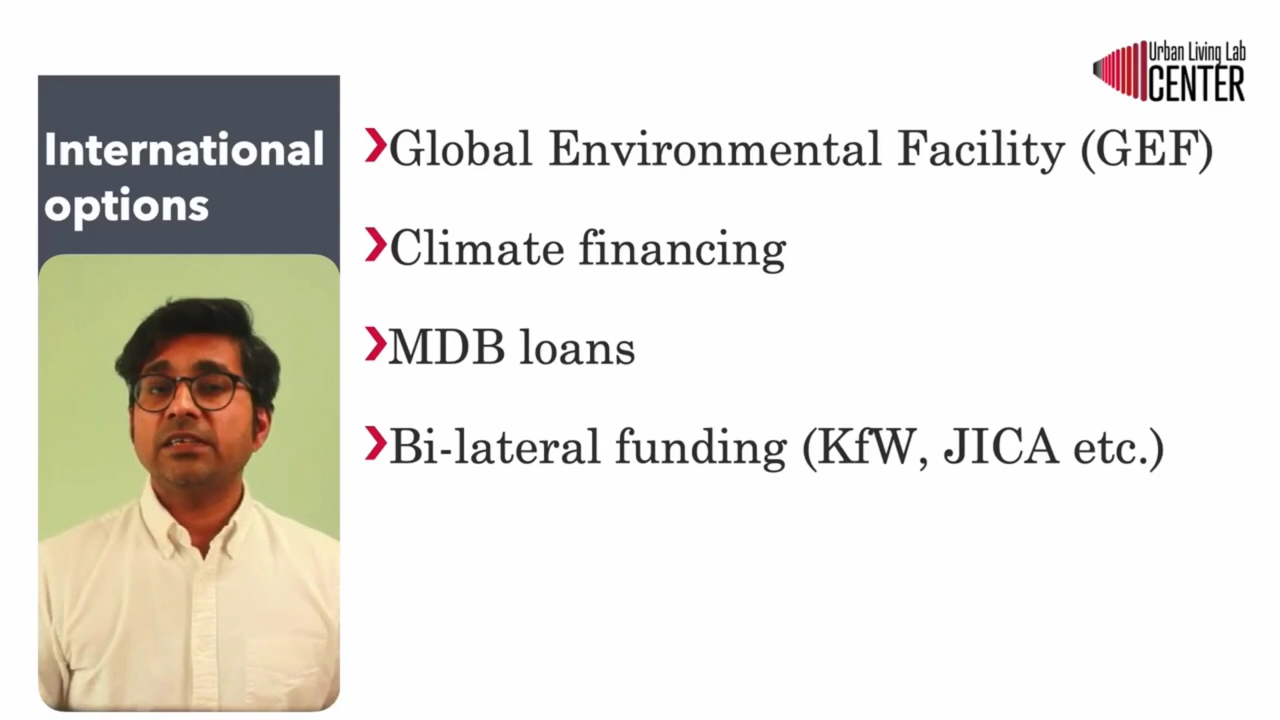 Urban Living Lab
CENTER
International
options
Global Environmental Facility (GEF)
Climate financing
MDB loans
Bi-lateral funding (KfW, JICA etc.)